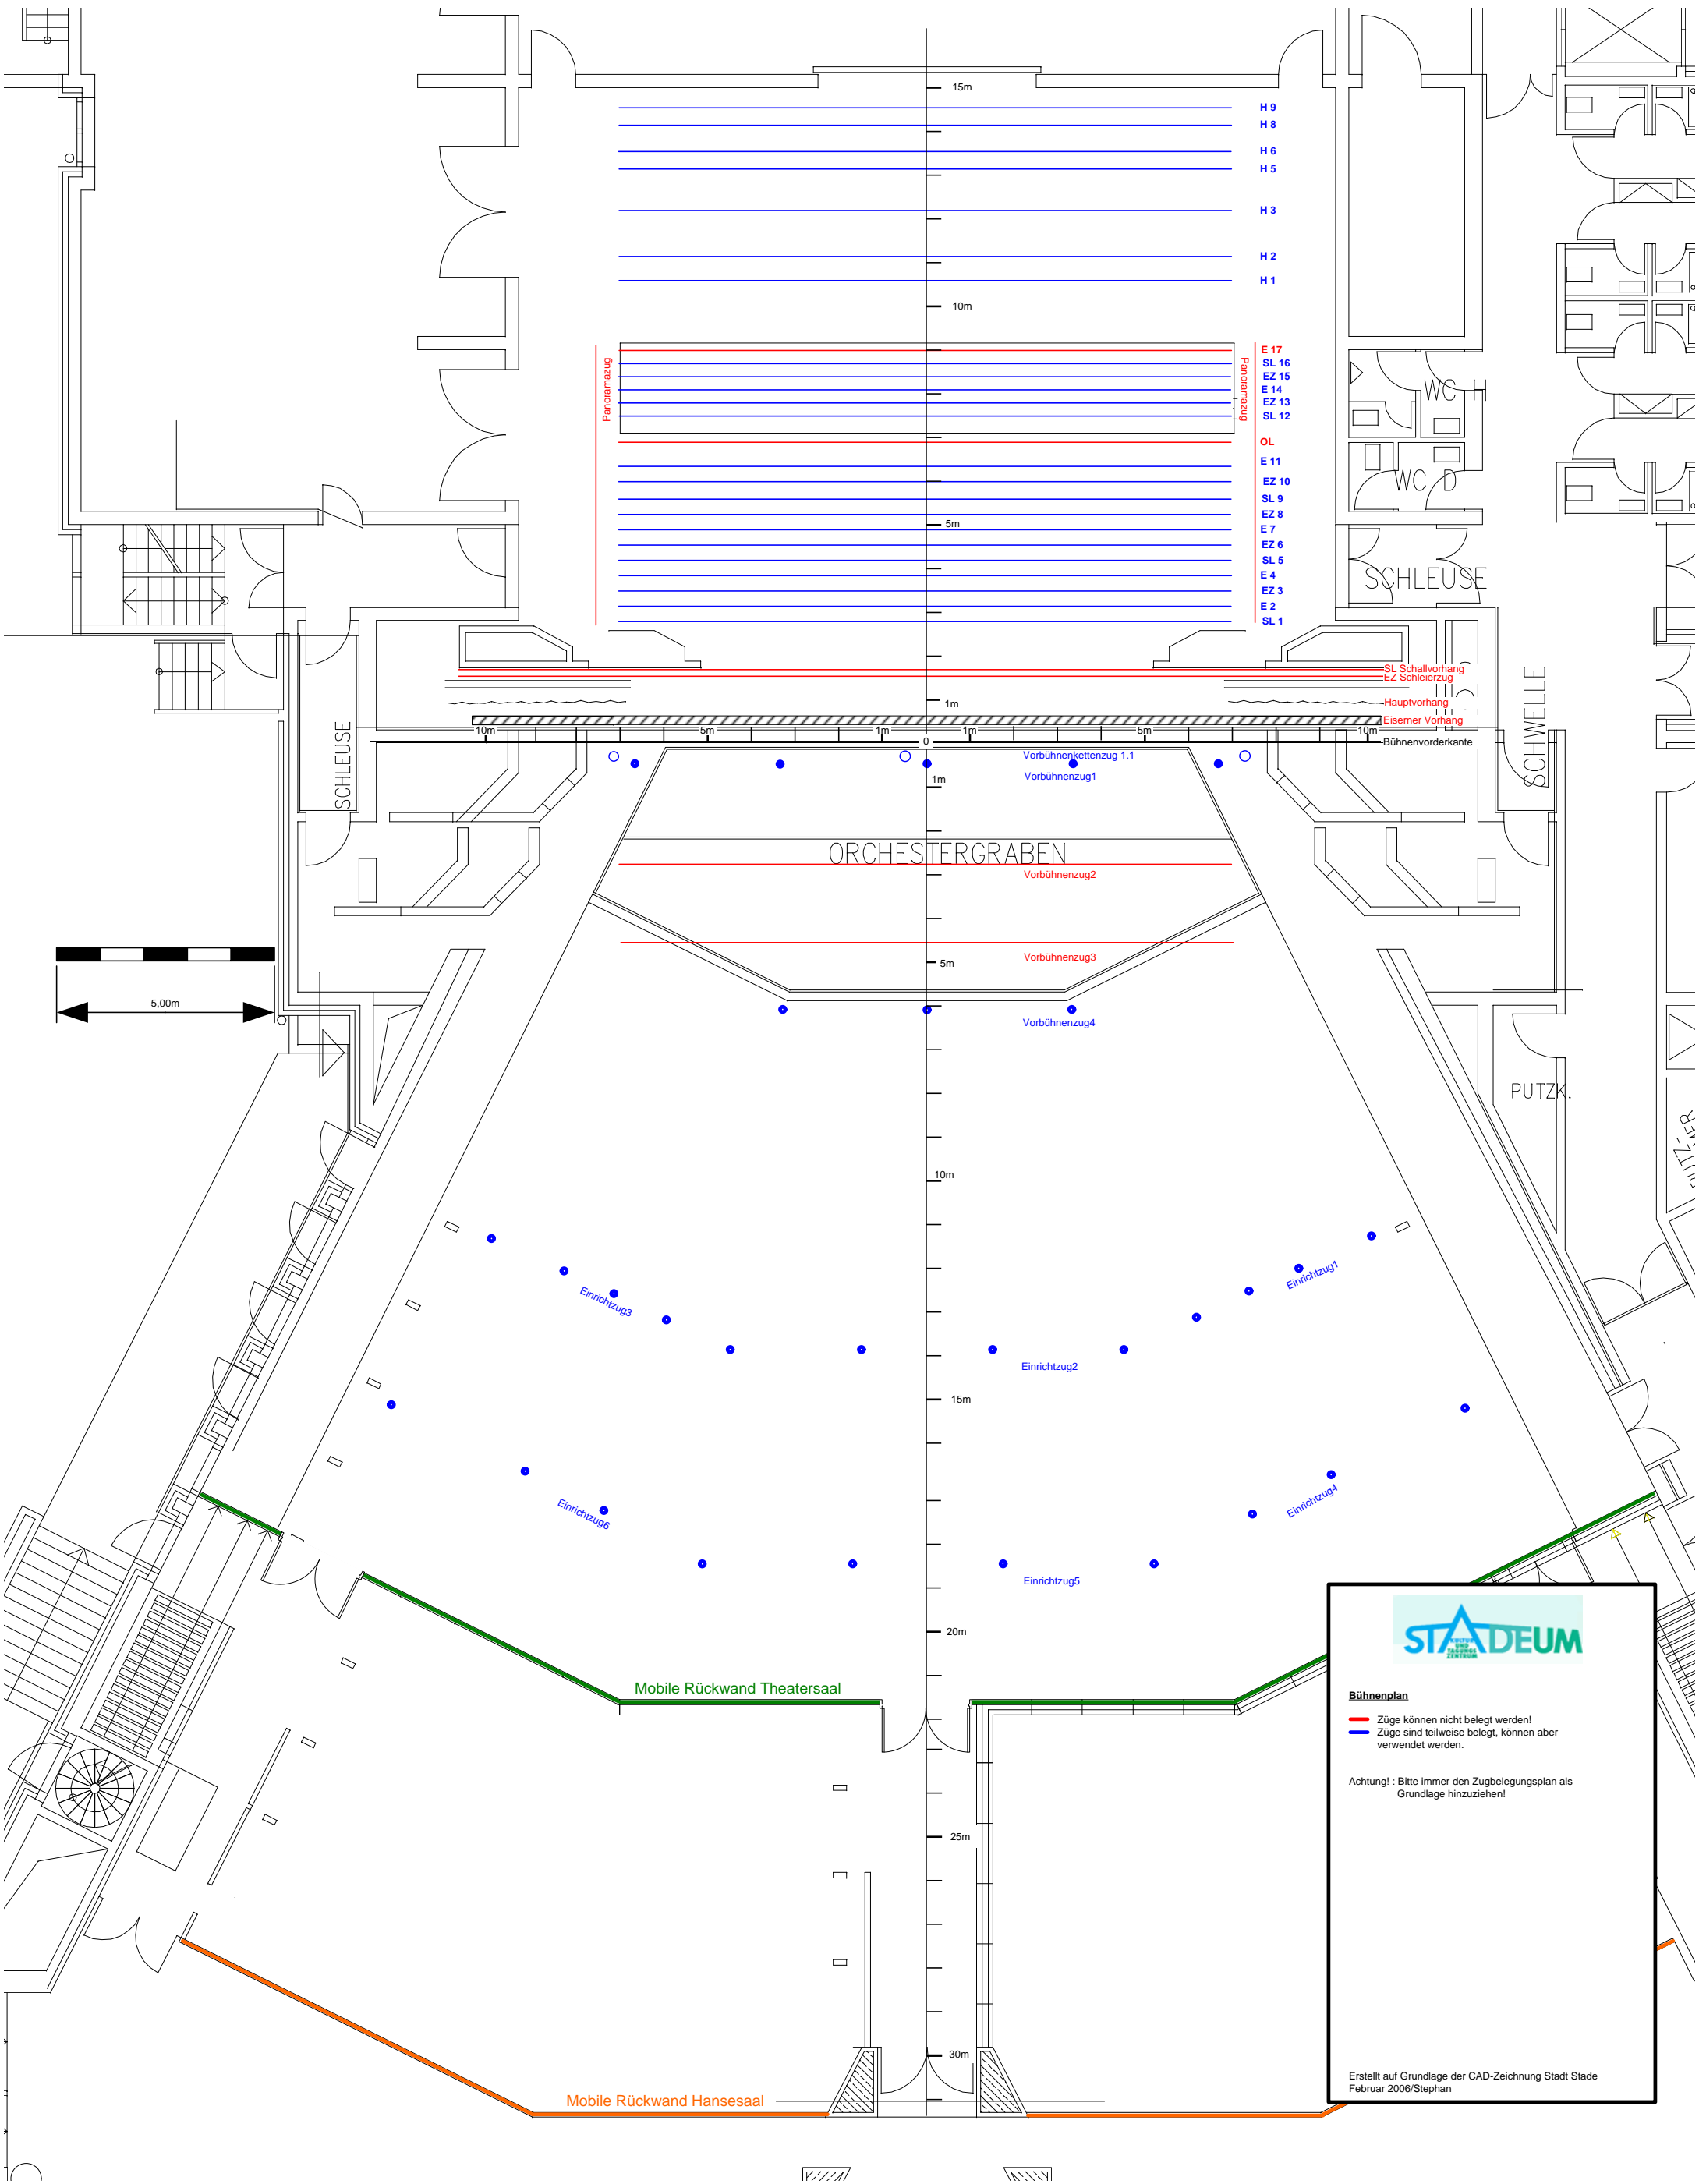 15m
H 9
H 8
H 6
H 5
H 3
H 2
H 1
10m
Panoramazug
Panoramazug
E 17
SL 16
EZ 15
E 14
EZ 13
SL 12
OL
E 11
EZ 10
SL 9
EZ 8
5m
E 7
EZ 6
SL 5
E 4
EZ 3
E 2
SL 1
WC H
WC D
SCHLEUSE
SL Schallvorhang
EZ Schleierzug
1m
Hauptvorhang
Eiserner Vorhang
10m 5m 1m 0 1m 5m 10m
Bühnenvorderkante
SCHLEUSE
SCHWELLE
Vorbühnenkettenzug 1.1
Vorbühnenzug1
1m
ORCHESTERGRABEN
Vorbühnenzug2
Vorbühnenzug3
5m
5,00m
Vorbühnenzug4
PUTZK.
10m
Einrichtzug3
Einrichtzug1
Einrichtzug2
15m
Einrichtzug6
Einrichtzug4
Einrichtzug5
20m
Mobile Rückwand Theatersaal
25m
30m
Mobile Rückwand Hansesaal
STADEUM
KULTUR
UND
TAGUNGS
ZENTRUM
Bühnenplan
Züge können nicht belegt werden!
Züge sind teilweise belegt, können aber
verwendet werden.
Achtung! : Bitte immer den Zugbelegungsplan als
Grundlage hinzuziehen!
Erstellt auf Grundlage der CAD-Zeichnung Stadt Stade
Februar 2006/Stephan